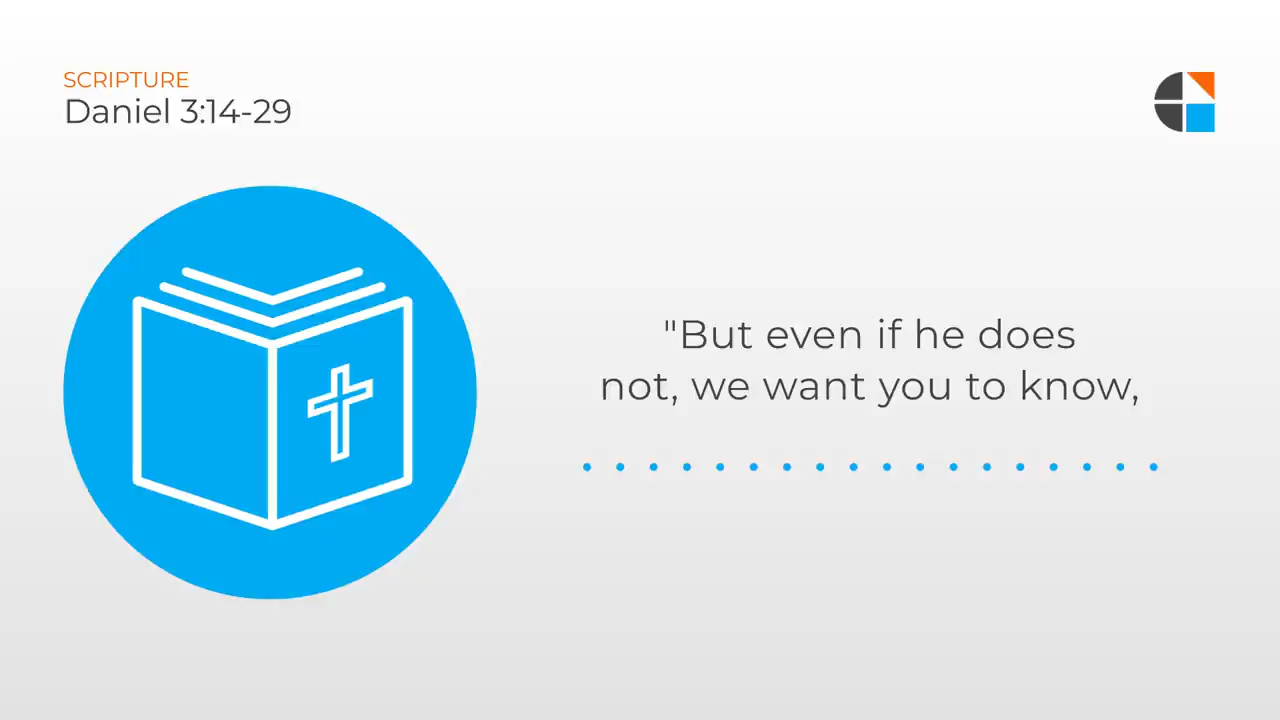 SCRIPTURE
Daniel 3:14-29
"But even if he does
not, we want you to know,